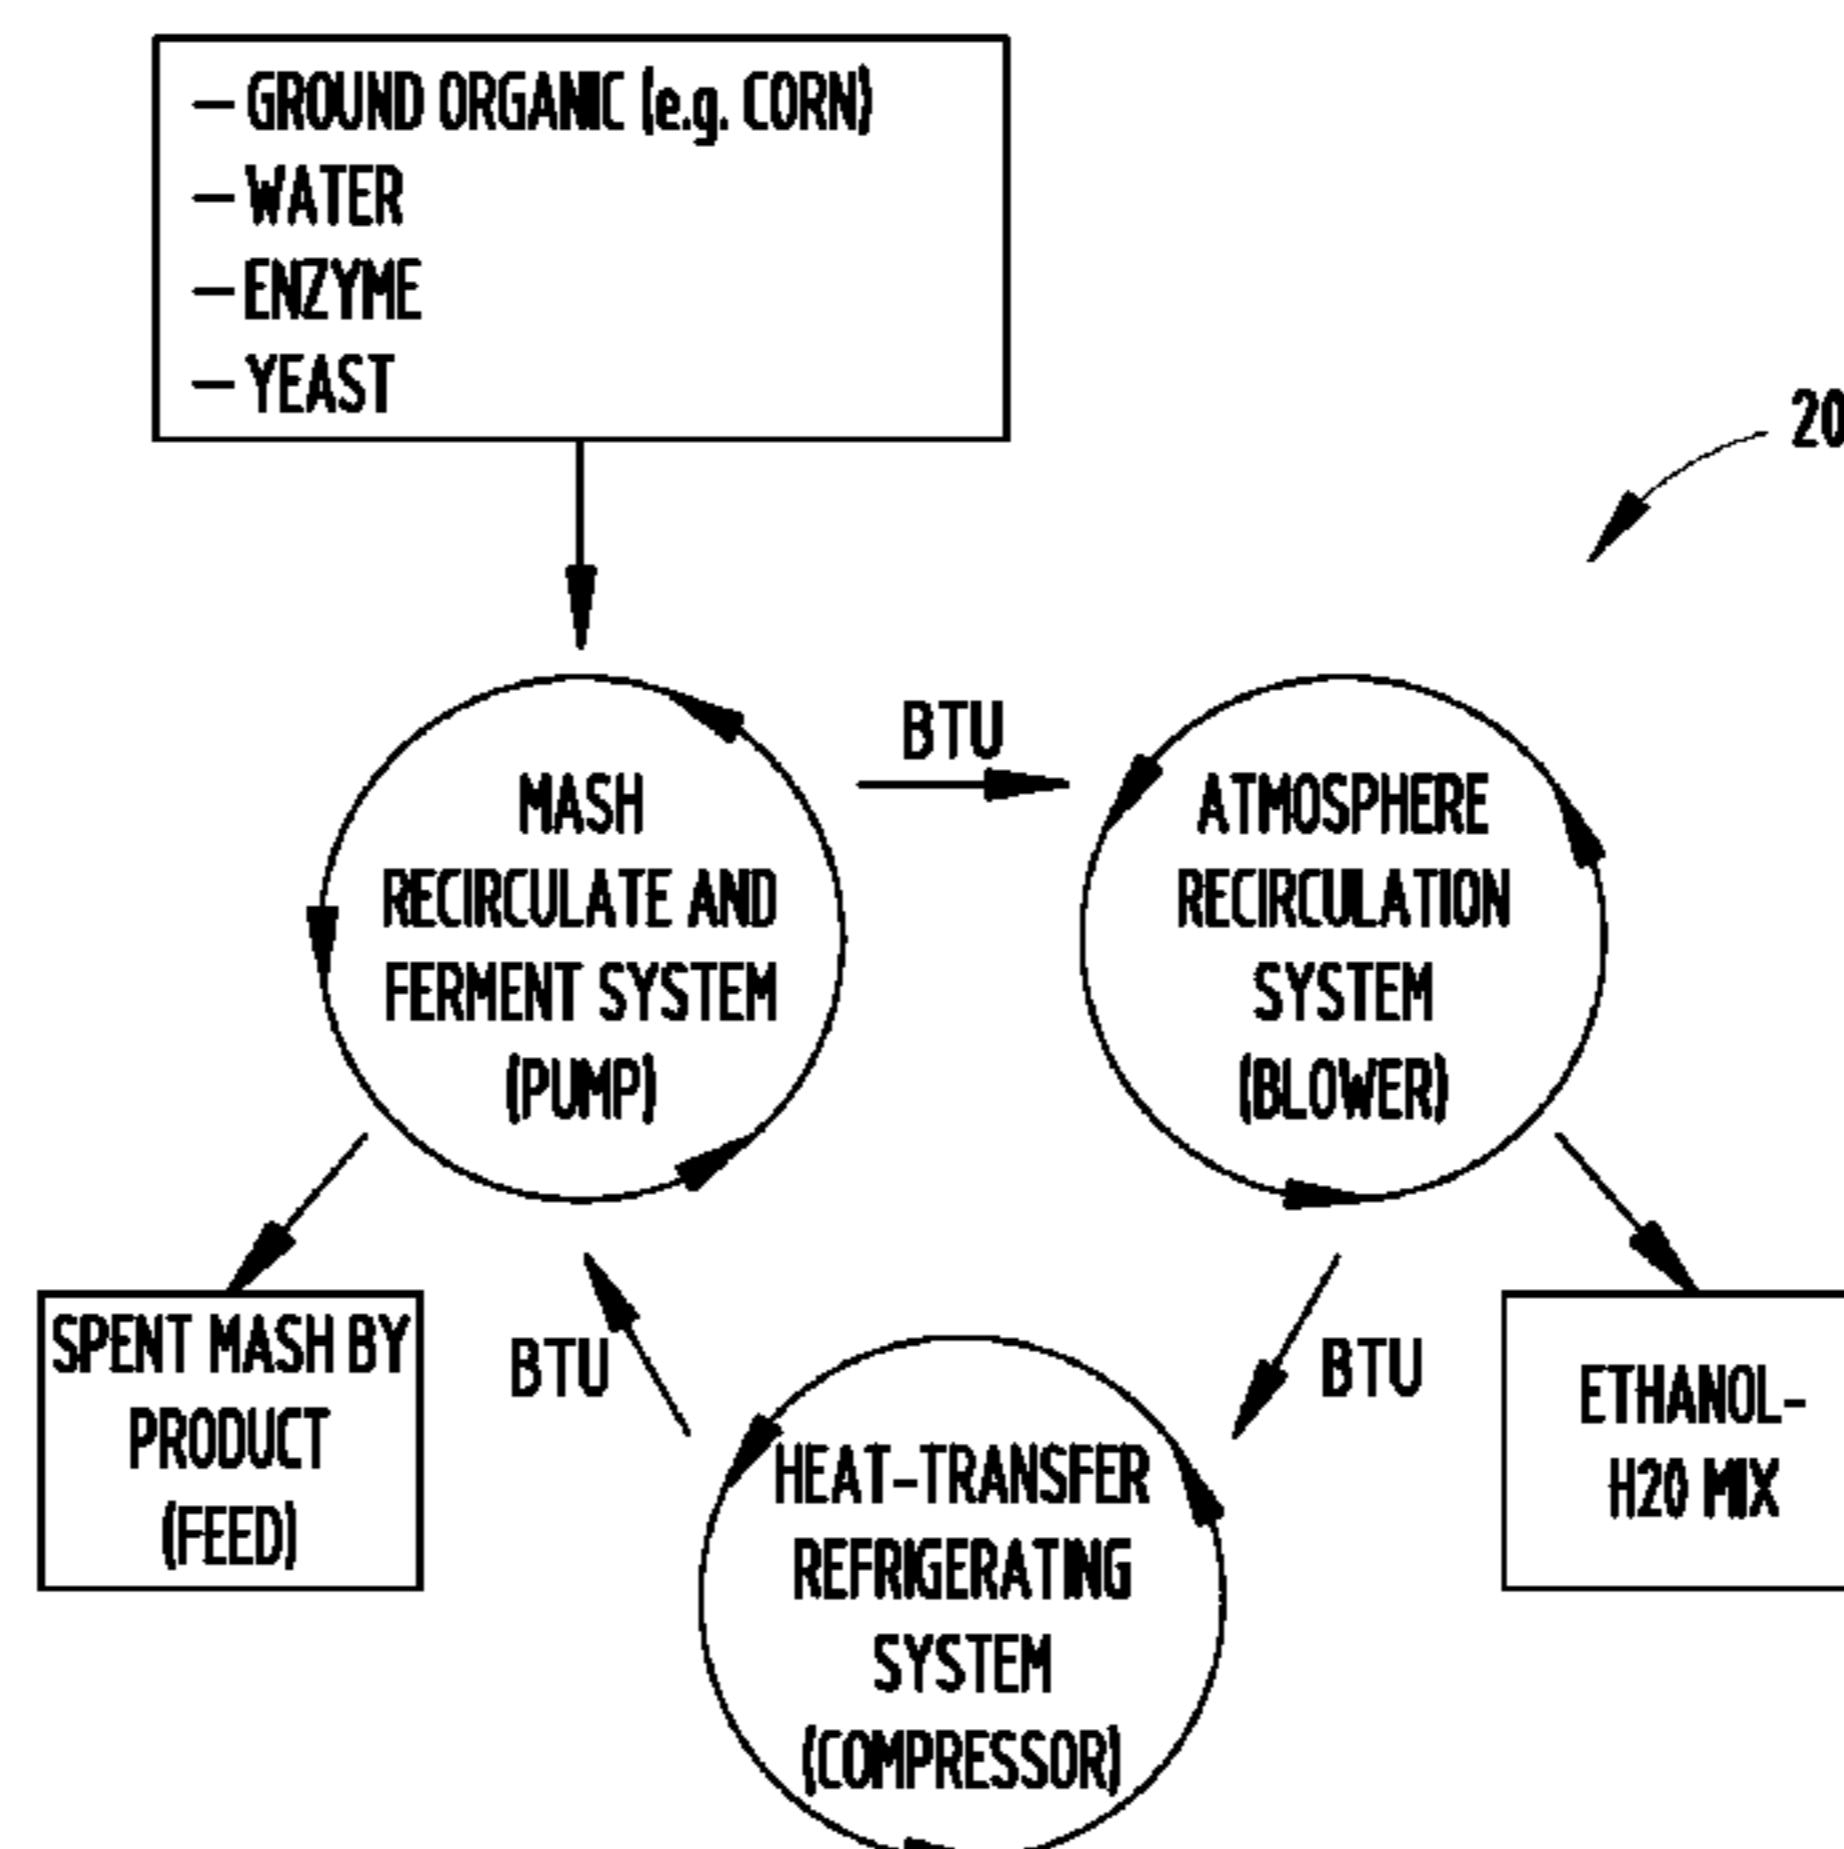 — GROUND ORGANIC (e.g. CORN)
— WATER
— ENZYME
— YEAST
20
BTU
MASH
RECIRCULATE AND
FERMENT SYSTEM
(PUMP)
ATMOSPHERE
RECIRCULATION
SYSTEM
(BLOWER)
SPENT MASH BY
PRODUCT
(FEED)
BTU
BTU
HEAT-TRANSFER
REFRIGERATING
SYSTEM
(COMPRESSOR)
ETHANOL-
H20 MIX